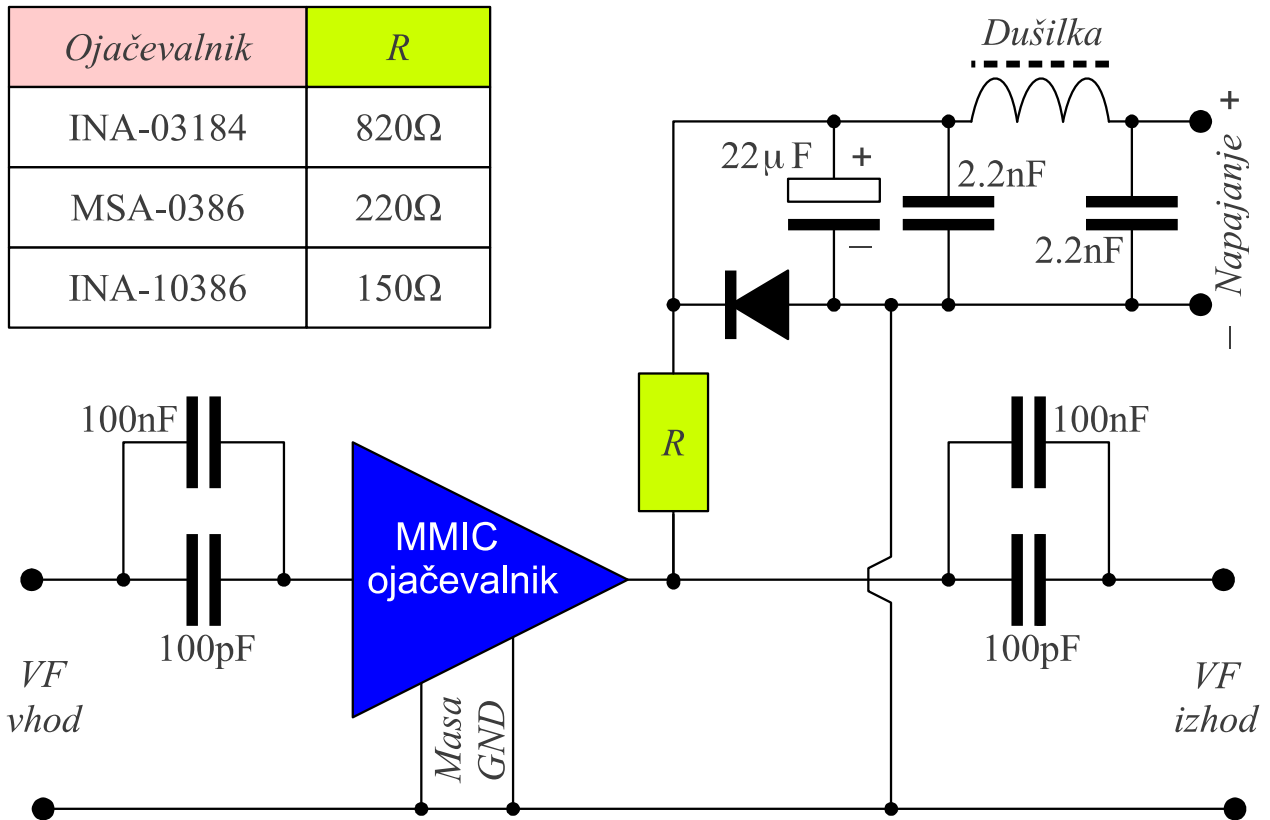 Ojačevalnik R
INA-03184 820Ω
MSA-0386 220Ω
INA-10386 150Ω
Dušilka
22µF
+
−
2.2nF
2.2nF
− Napajanje +
100nF
100pF
R
MMIC
ojačevalnik
100nF
100pF
VF
vhod
Masa
GND
VF
izhod